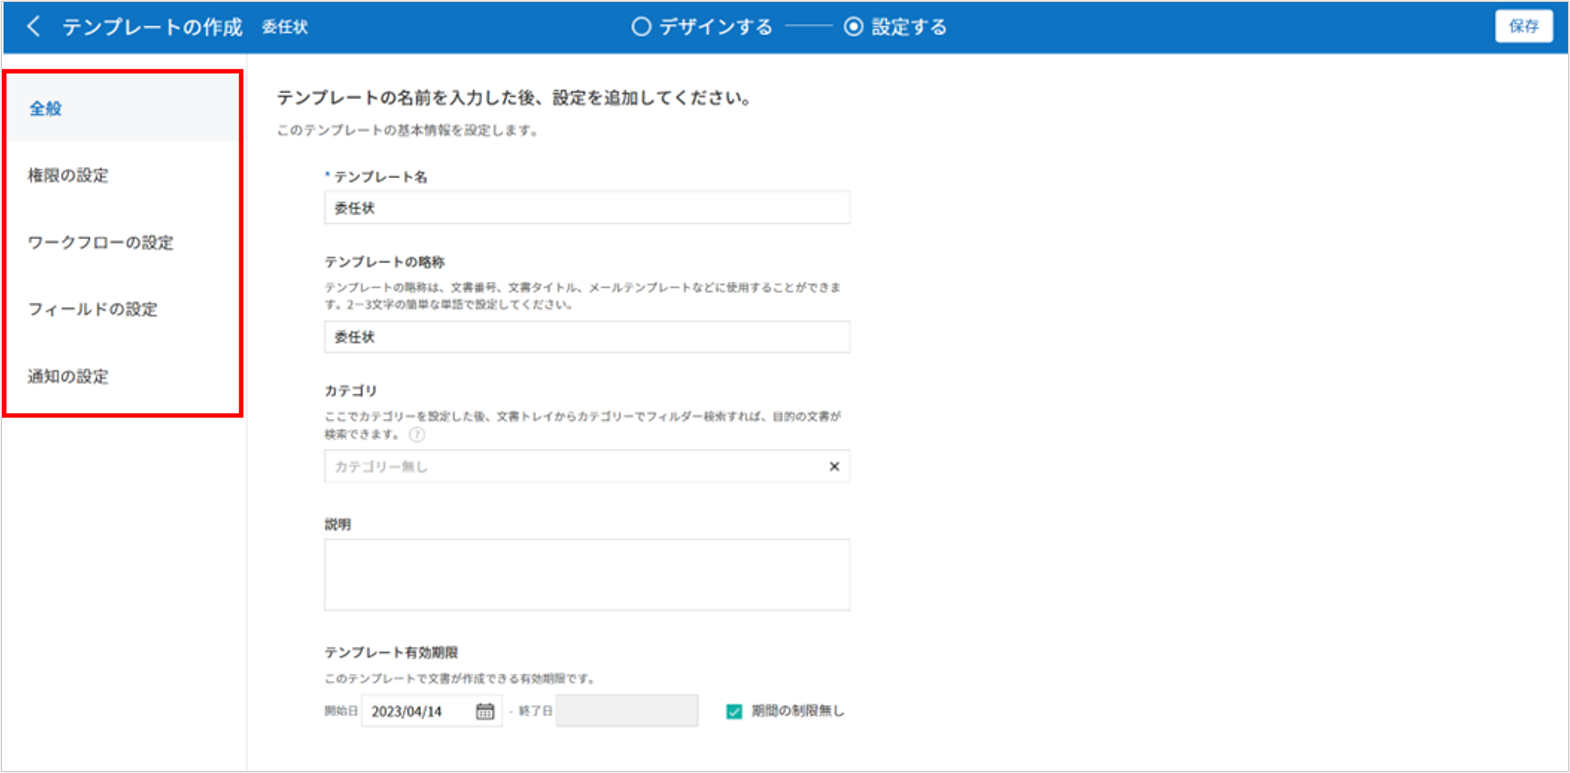 テンプレートの作成 委任状 デザインする 設定する 保存
全般
権限の設定
ワークフローの設定
フィールドの設定
通知の設定
テンプレートの名前を入力した後、設定を追加してください。
このテンプレートの基本情報を設定します。
* テンプレート名
委任状
テンプレートの略称
テンプレートの略称は、文書番号、文書タイトル、メールテンプレートなどに使用することができま
す。2−3文字の簡単な単語で設定してください。
委任状
カテゴリ
ここでカテゴリーを設定した後、文書トレイからカテゴリーでフィルダー検索すれば、目的の文書が
検索できます。 ?
カテゴリー無し ×
説明
テンプレート有効期限
このテンプレートで文書が作成できる有効期限です。
開始日 2023/04/14 - 終了日 期間の制限無し